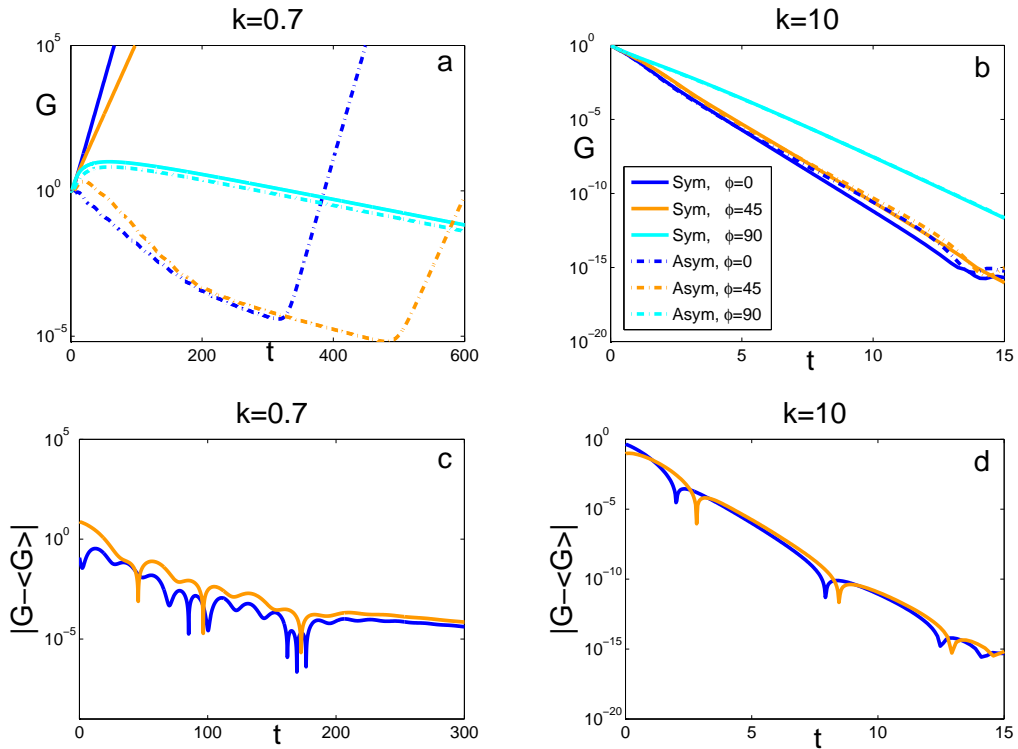 k=0.7
10^5
10^0
10^-5
G
a
0
200
400
600
t
k=10
10^0
10^-5
10^-10
10^-15
10^-20
G
b
Sym, ϕ=0
Sym, ϕ=45
Sym, ϕ=90
Asym, ϕ=0
Asym, ϕ=45
Asym, ϕ=90
0
5
10
15
t
k=0.7
10^5
10^0
10^-5
|G−<G>|
c
0
100
200
300
t
k=10
10^0
10^-5
10^-10
10^-15
10^-20
|G−<G>|
d
0
5
10
15
t